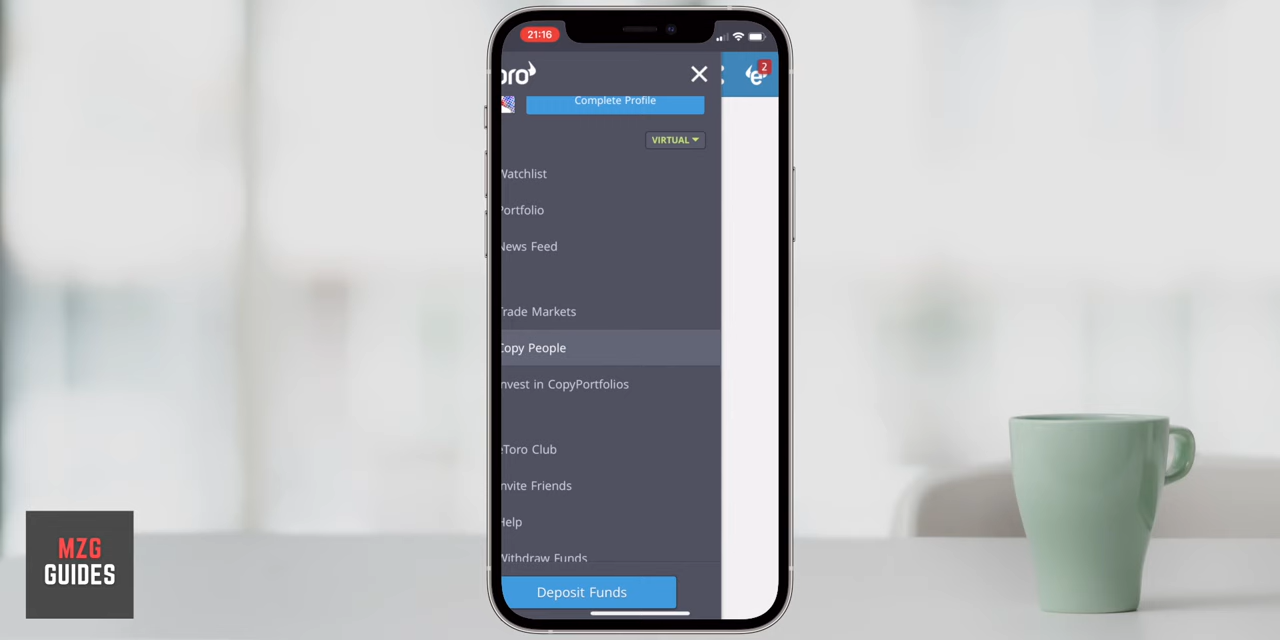 21:16
oro
2
Complete Profile
VIRTUAL
Watchlist
Portfolio
News Feed
Trade Markets
Copy People
Invest in CopyPortfolios
eToro Club
Invite Friends
Help
Withdraw Funds
Deposit Funds
MZG
GUIDES